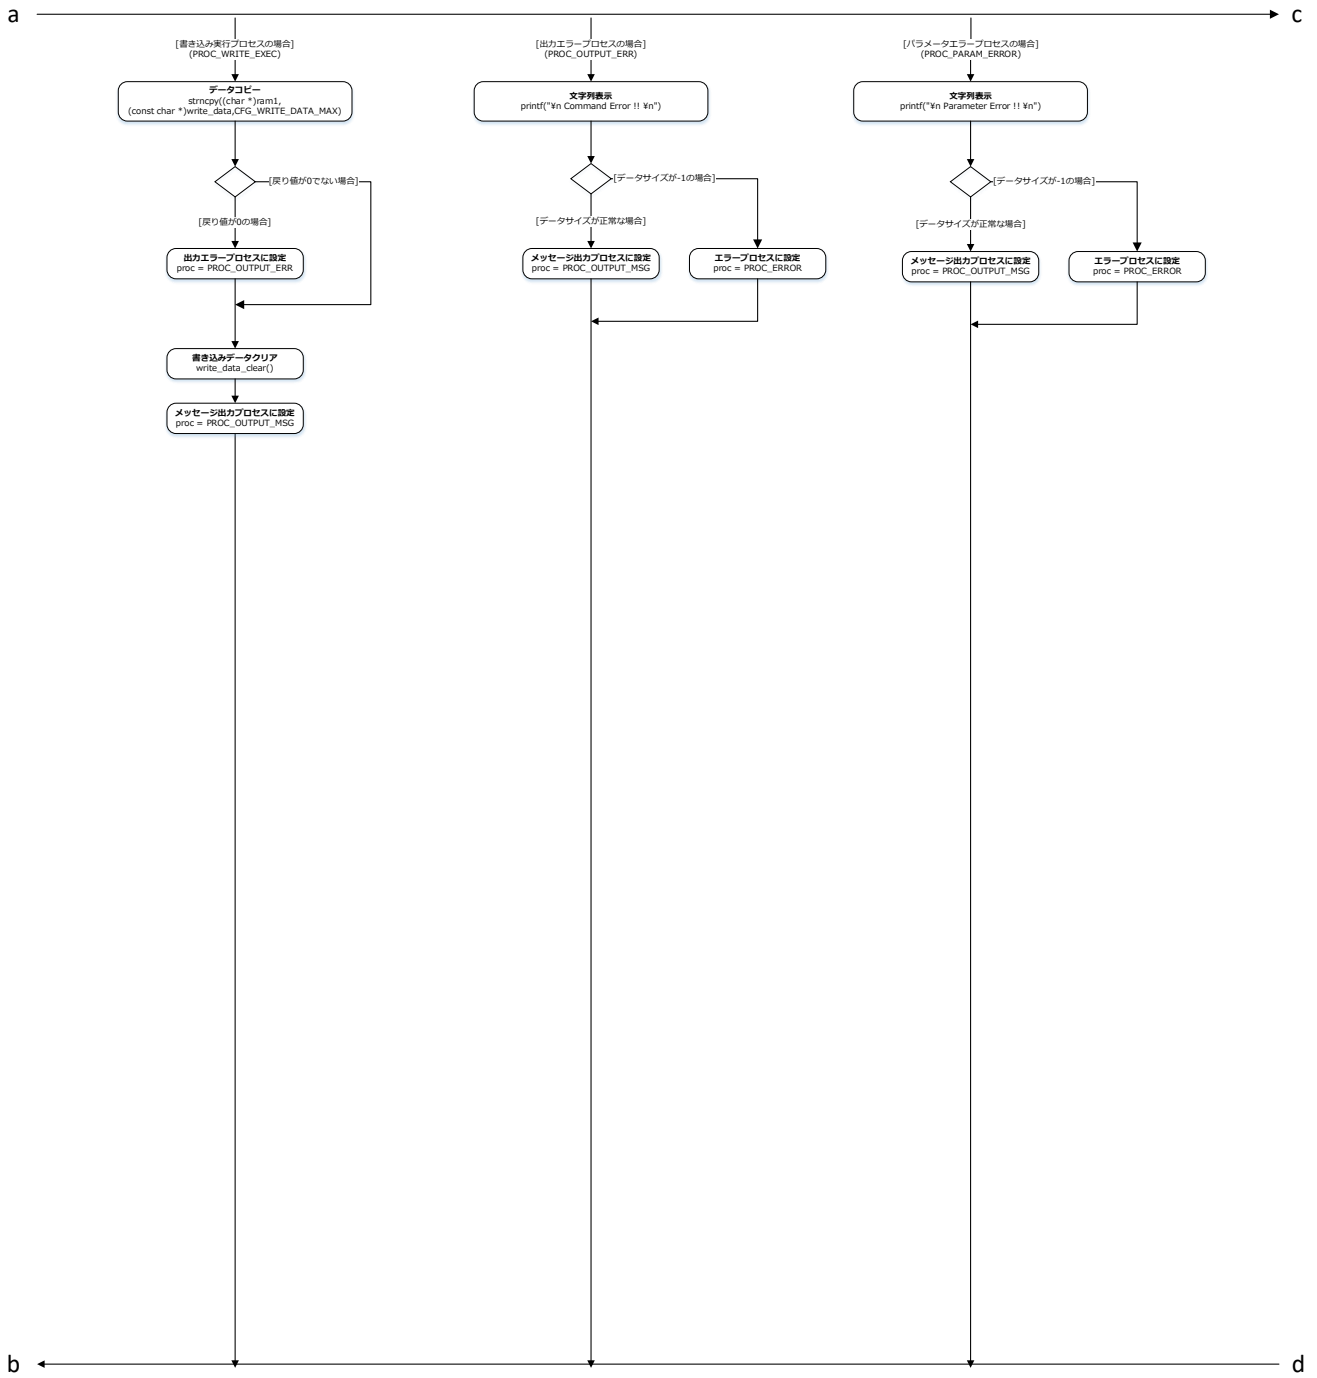 a
c
[書き込み実行プロセスの場合]
(PROC_WRITE_EXEC)
データコピー
strncpy((char *)ram1,
(const char *)write_data,CFG_WRITE_DATA_MAX)
[戻り値が0でない場合]
[戻り値が0の場合]
出力エラープロセスに設定
proc = PROC_OUTPUT_ERR
書き込みデータクリア
write_data_clear()
メッセージ出力プロセスに設定
proc = PROC_OUTPUT_MSG
[出力エラープロセスの場合]
(PROC_OUTPUT_ERR)
文字列表示
printf("¥n Command Error !! ¥n")
[データサイズが-1の場合]
[データサイズが正常な場合]
メッセージ出力プロセスに設定
proc = PROC_OUTPUT_MSG
エラープロセスに設定
proc = PROC_ERROR
[パラメータエラープロセスの場合]
(PROC_PARAM_ERROR)
文字列表示
printf("¥n Parameter Error !! ¥n")
[データサイズが-1の場合]
[データサイズが正常な場合]
メッセージ出力プロセスに設定
proc = PROC_OUTPUT_MSG
エラープロセスに設定
proc = PROC_ERROR
b
d